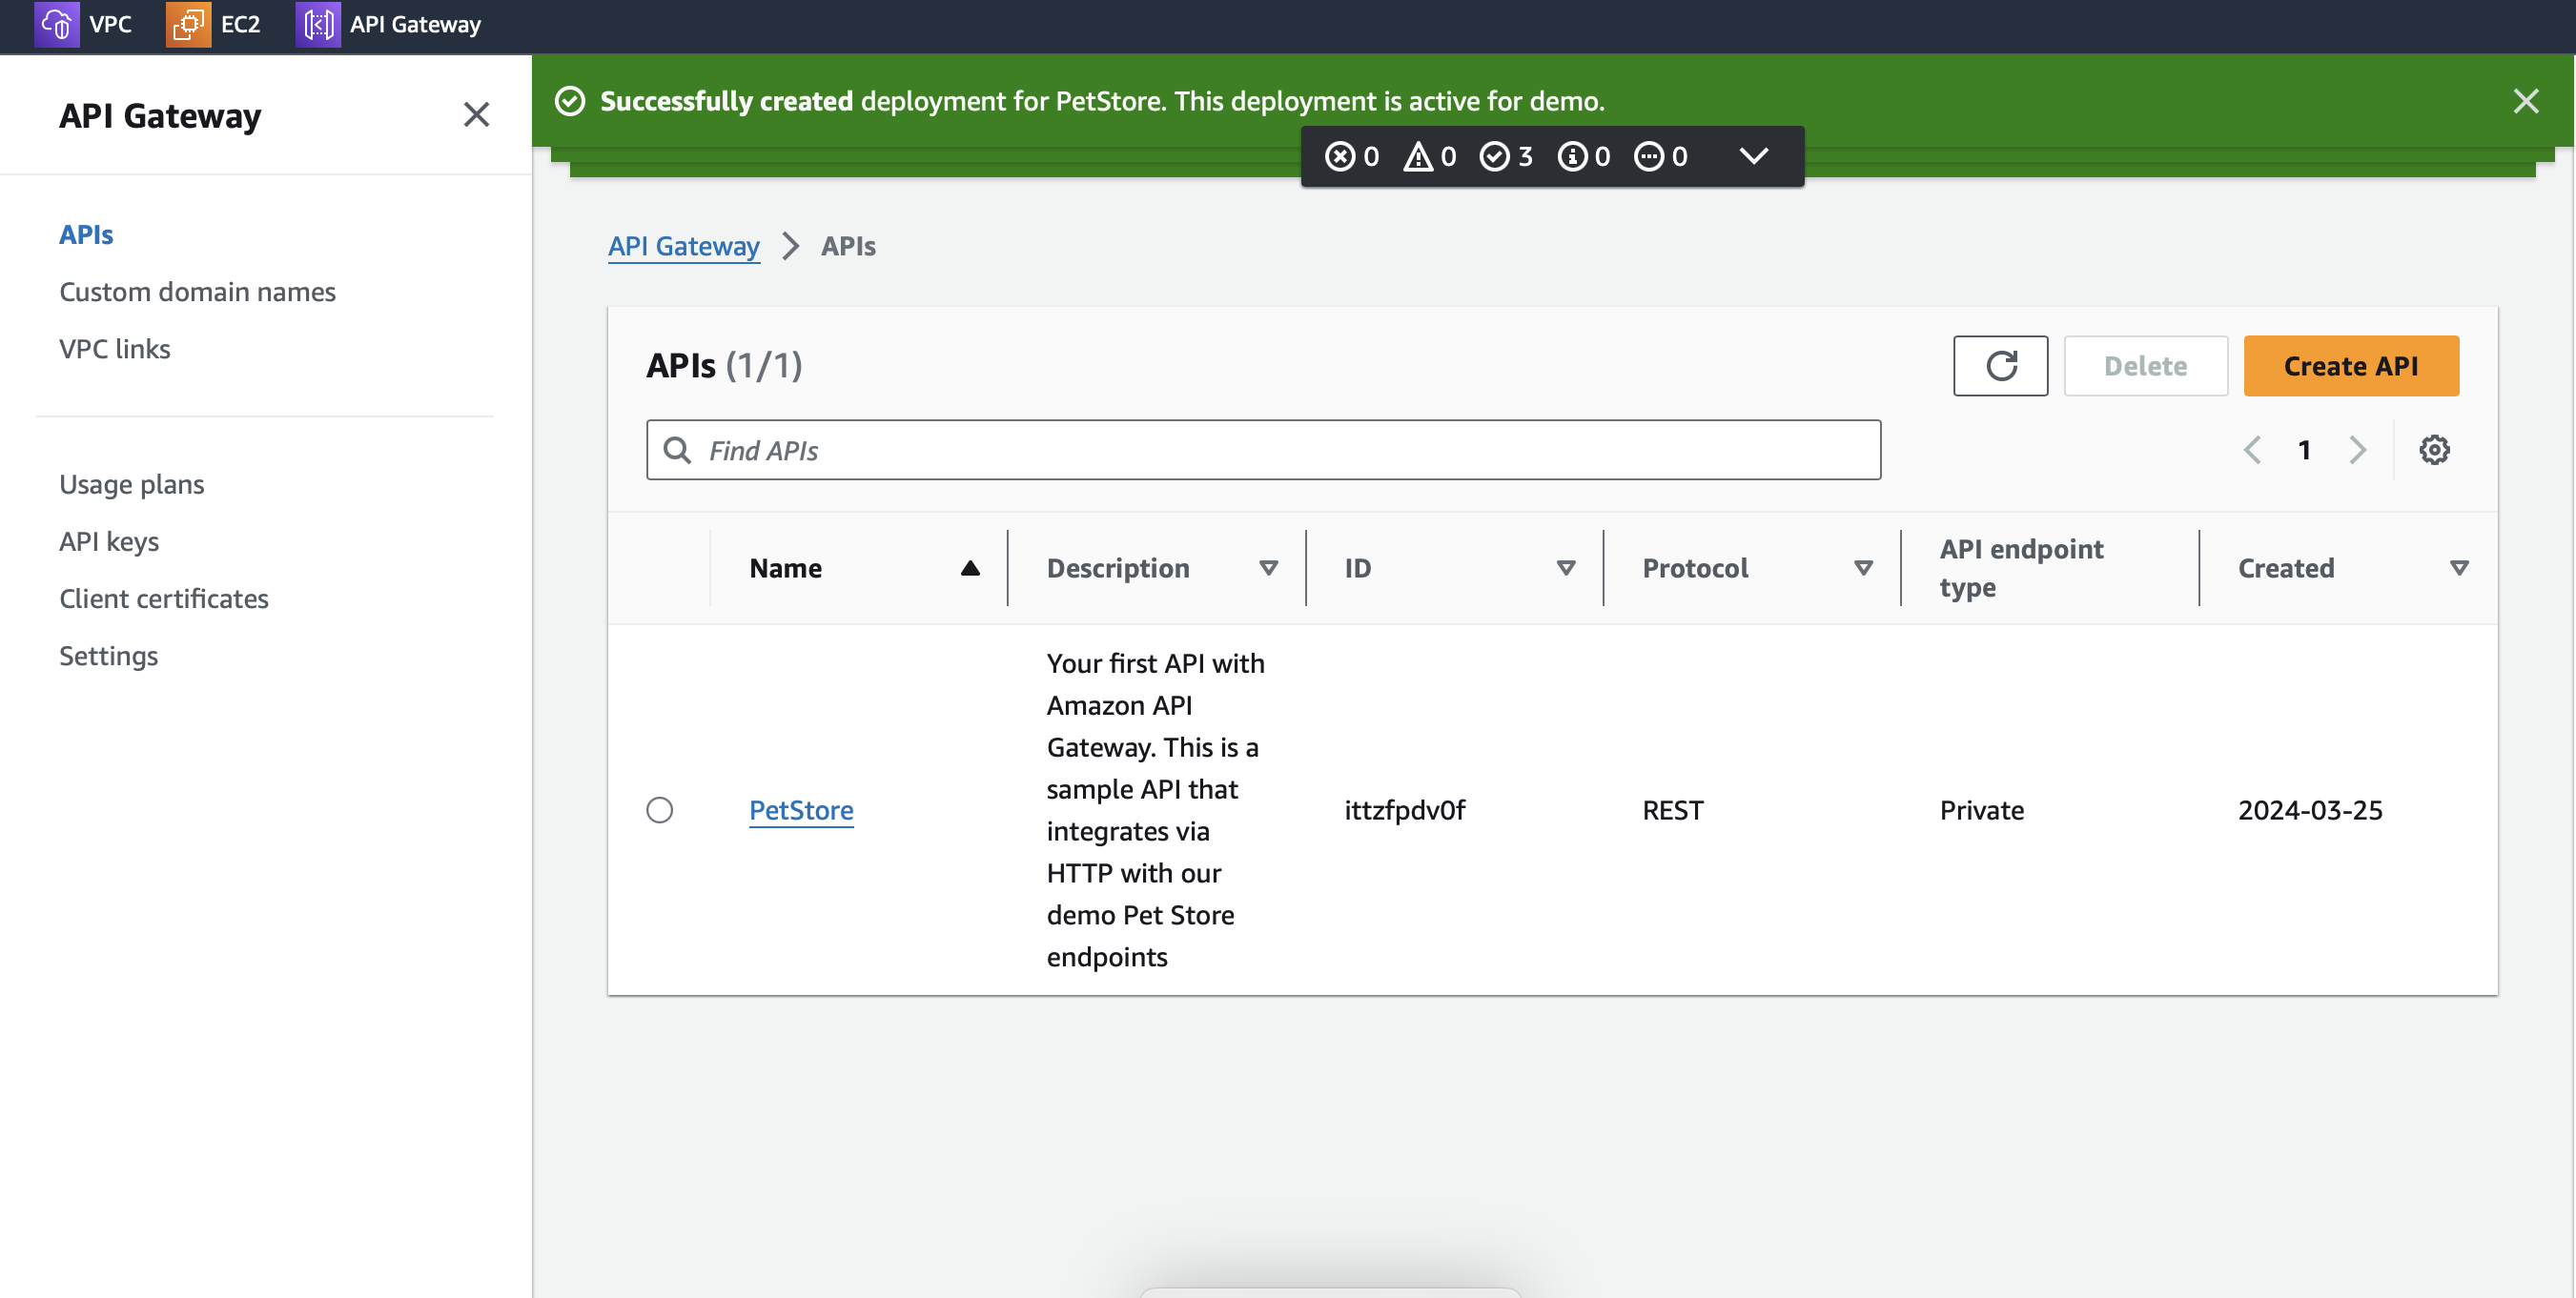 VPC EC2 API Gateway
API Gateway
Successfully created deployment for PetStore. This deployment is active for demo.
0 0 3 0 0
APIs
Custom domain names
VPC links
Usage plans
API keys
Client certificates
Settings
API Gateway APIs
APIs (1/1)
Delete
Create API
Find APIs
1
Name
Description
ID
Protocol
API endpoint
type
Created
PetStore
Your first API with
Amazon API
Gateway. This is a
sample API that
integrates via
HTTP with our
demo Pet Store
endpoints
ittzfpdv0f
REST
Private
2024-03-25